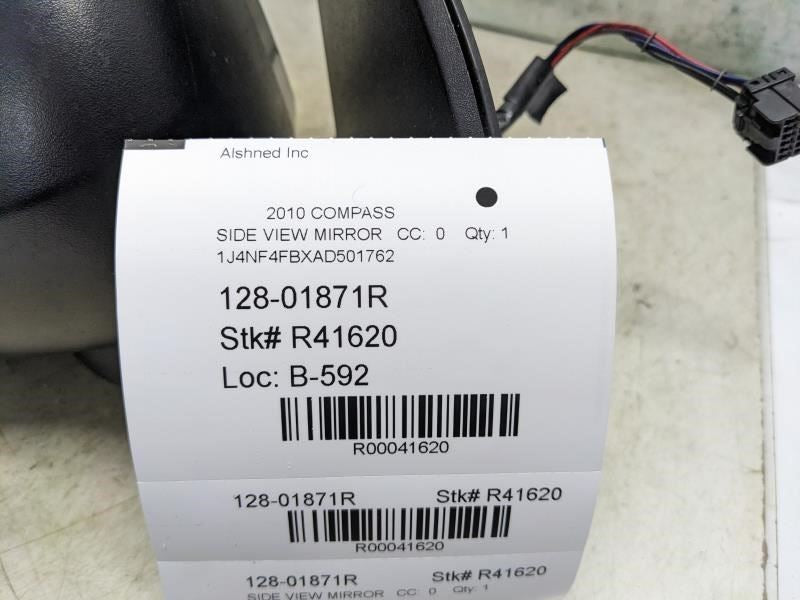 Alshned Inc
2010 COMPASS
SIDE VIEW MIRROR CC: 0 Qty: 1
1J4NF4FBXAD501762
128-01871R
Stk# R41620
Loc: B-592
R00041620
128-01871R Stk# R41620
R00041620
128-01871R Stk# R41620
SIDE VIEW MIRROR CC: 0 Qty: 1